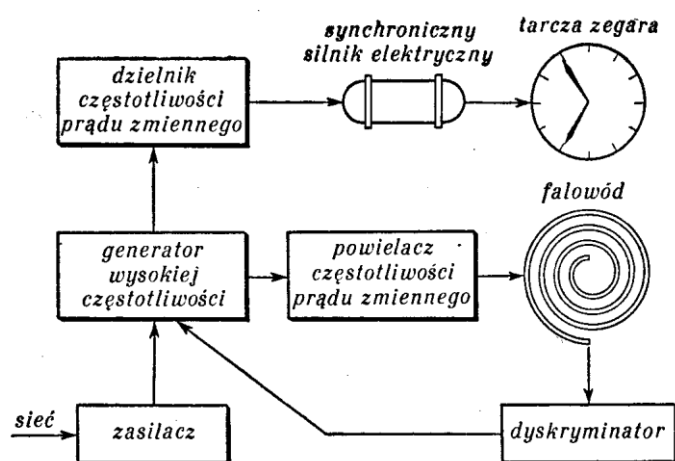 synchroniczny
silnik elektryczny
tarcza zegara
dzielnik
częstotliwości
prądu zmiennego
falowód
generator
wysokiej
częstotliwości
powielacz
częstotliwości
prądu zmiennego
sieć
zasilacz
dyskryminator